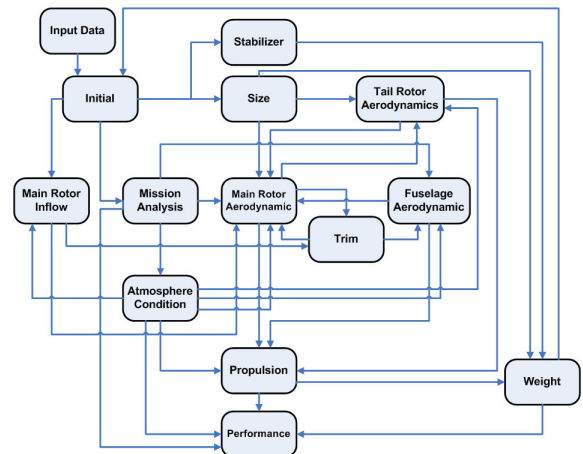 Input Data
Stabilizer
Initial
Size
Tail Rotor
Aerodynamics
Main Rotor
Inflow
Mission
Analysis
Main Rotor
Aerodynamic
Fuselage
Aerodynamic
Trim
Atmosphere
Condition
Propulsion
Weight
Performance